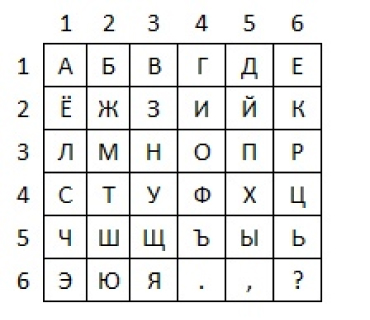 1 2 3 4 5 6
1 А Б В Г Д Е
2 Ё Ж З И Й К
3 Л М Н О П Р
4 С Т У Ф Х Ц
5 Ч Ш Щ Ъ Ы Ь
6 Э Ю Я . , ?